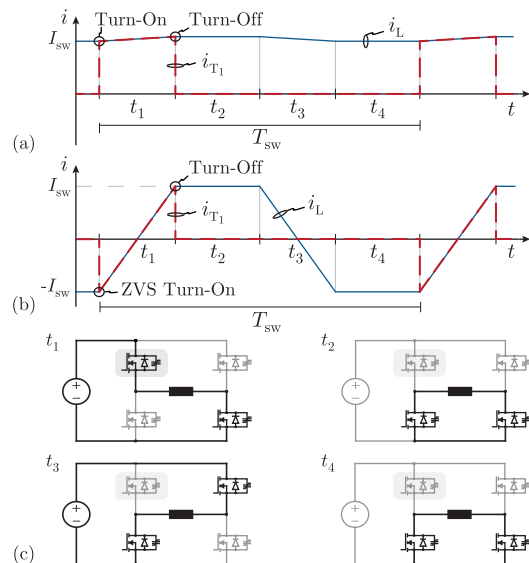 i Turn-On Turn-Off
I_sw i_L
i_T1
t_1 t_2 t_3 t_4 t
(a) T_sw
i Turn-Off
I_sw
i_T1 i_L
t_1 t_2 t_3 t_4 t
-I_sw ZVS Turn-On
(b) T_sw
t_1 t_2
+ − + −
t_3 t_4
+ − + −
(c)